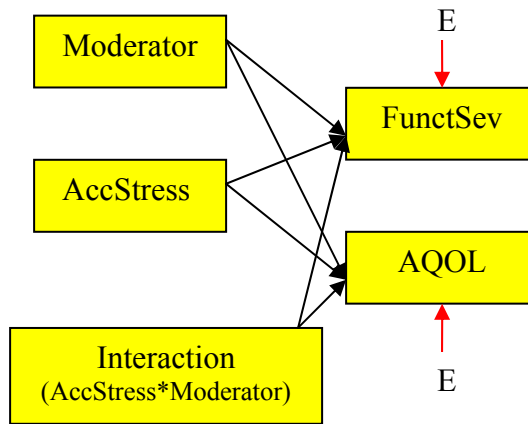 E
Moderator
FunctSev
AccStress
AQOL
Interaction
(AccStress*Moderator)
E